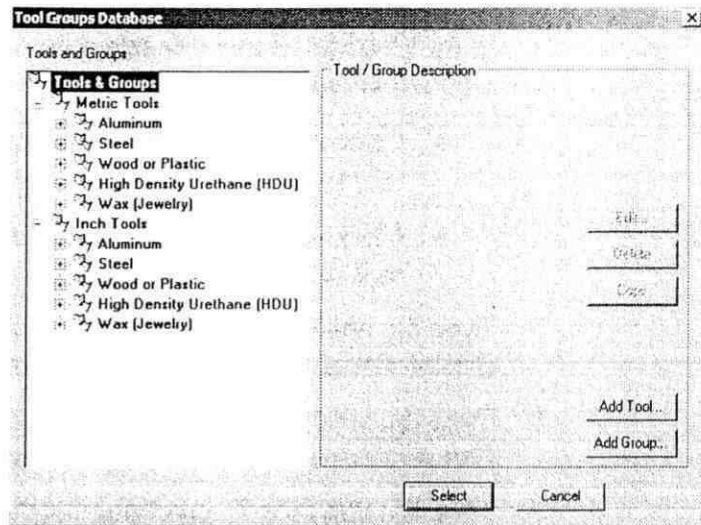 Tool Groups Database
Tools and Groups
Tools & Groups
Metric Tools
Aluminum
Steel
Wood or Plastic
High Density Urethane (HDU)
Wax (Jewelry)
Inch Tools
Aluminum
Steel
Wood or Plastic
High Density Urethane (HDU)
Wax (Jewelry)
Tool / Group Description
Edit...
Delete
Copy
Add Tool...
Add Group...
Select
Cancel